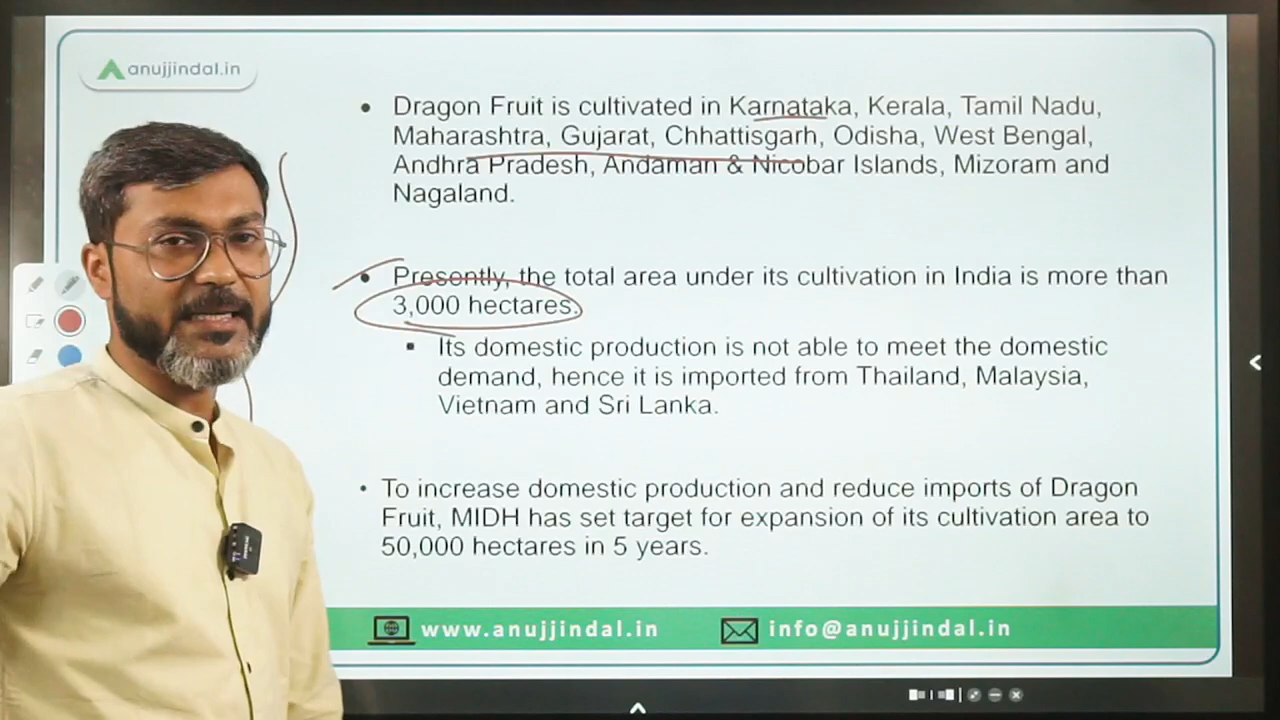 anujjindal.in
• Dragon Fruit is cultivated in Karnataka, Kerala, Tamil Nadu,
Maharashtra, Gujarat, Chhattisgarh, Odisha, West Bengal,
Andhra Pradesh, Andaman & Nicobar Islands, Mizoram and
Nagaland.
• Presently, the total area under its cultivation in India is more than
3,000 hectares.
▪ Its domestic production is not able to meet the domestic
demand, hence it is imported from Thailand, Malaysia,
Vietnam and Sri Lanka.
• To increase domestic production and reduce imports of Dragon
Fruit, MIDH has set target for expansion of its cultivation area to
50,000 hectares in 5 years.
www.anujjindal.in info@anujjindal.in